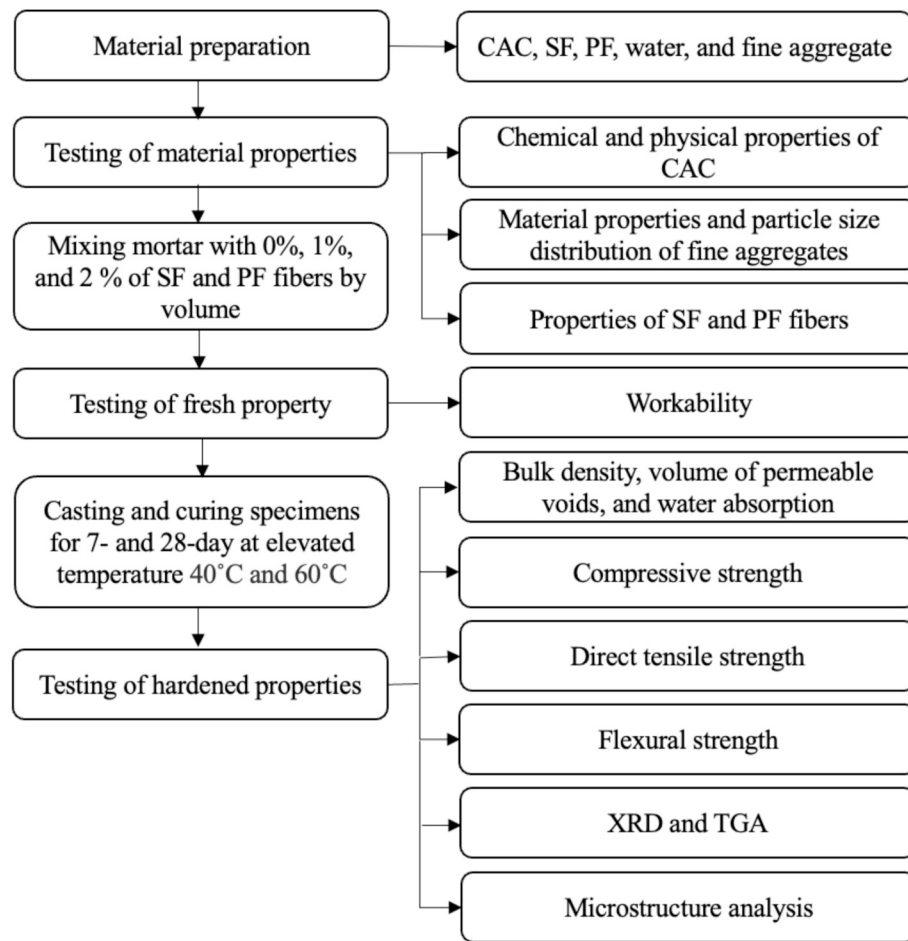 Material preparation
CAC, SF, PF, water, and fine aggregate
Testing of material properties
Chemical and physical properties of
CAC
Material properties and particle size
distribution of fine aggregates
Properties of SF and PF fibers
Mixing mortar with 0%, 1%,
and 2 % of SF and PF fibers by
volume
Testing of fresh property
Workability
Casting and curing specimens
for 7- and 28-day at elevated
temperature 40˚C and 60˚C
Testing of hardened properties
Bulk density, volume of permeable
voids, and water absorption
Compressive strength
Direct tensile strength
Flexural strength
XRD and TGA
Microstructure analysis